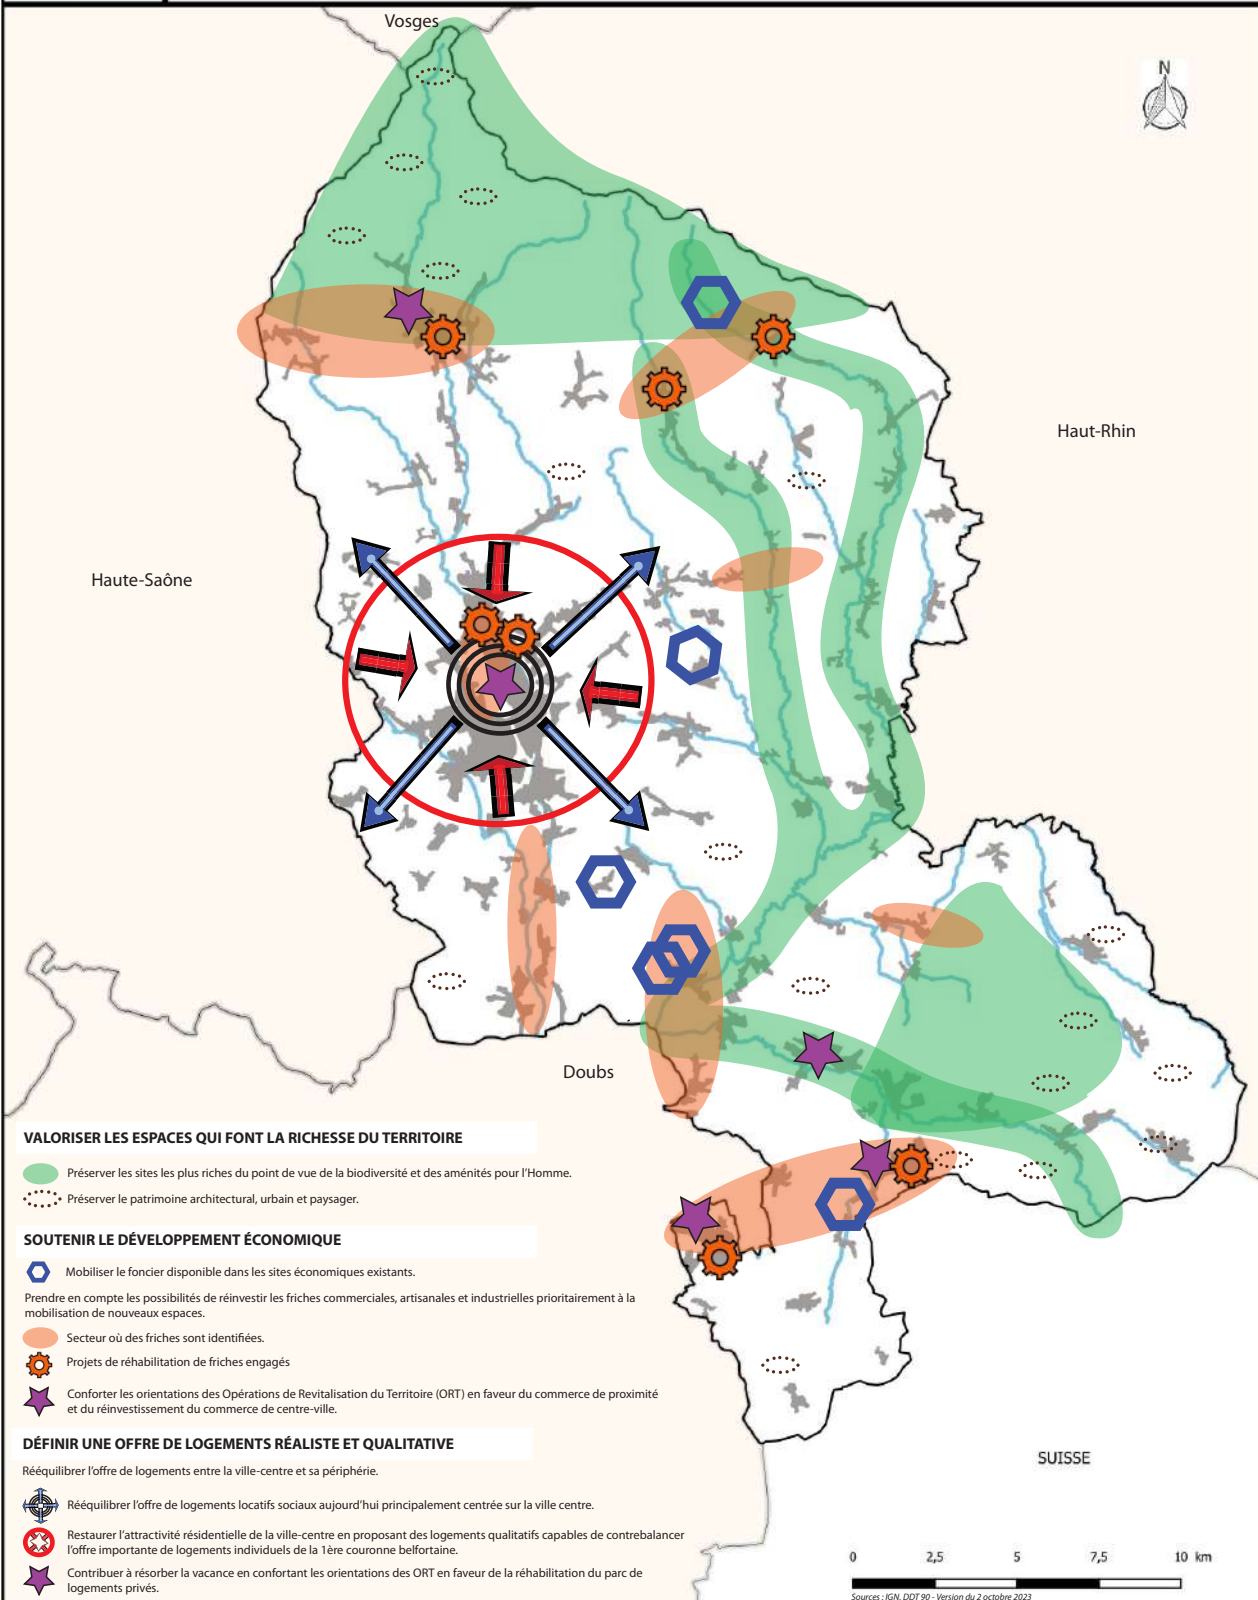 Vosges
N
Haut-Rhin
Haute-Saône
Doubs
VALORISER LES ESPACES QUI FONT LA RICHESSE DU TERRITOIRE
Préserver les sites les plus riches du point de vue de la biodiversité et des aménités pour l'Homme.
Préserver le patrimoine architectural, urbain et paysager.
SOUTENIR LE DÉVELOPPEMENT ÉCONOMIQUE
Mobiliser le foncier disponible dans les sites économiques existants.
Prendre en compte les possibilités de réinvestir les friches commerciales, artisanales et industrielles prioritairement à la
mobilisation de nouveaux espaces.
Secteur où des friches sont identifiées.
Projets de réhabilitation de friches engagés
Conforter les orientations des Opérations de Revitalisation du Territoire (ORT) en faveur du commerce de proximité
et du réinvestissement du commerce de centre-ville.
DÉFINIR UNE OFFRE DE LOGEMENTS RÉALISTE ET QUALITATIVE
Rééquilibrer l'offre de logements entre la ville-centre et sa périphérie.
Rééquilibrer l'offre de logements locatifs sociaux aujourd'hui principalement centrée sur la ville centre.
Restaurer l'attractivité résidentielle de la ville-centre en proposant des logements qualitatifs capables de contrebalancer
l'offre importante de logements individuels de la 1ère couronne belfortaine.
Contribuer à résorber la vacance en confortant les orientations des ORT en faveur de la réhabilitation du parc de
logements privés.
SUISSE
0 2,5 5 7,5 10 km
Sources : IGN, DDT 90 - Version du 2 octobre 2023